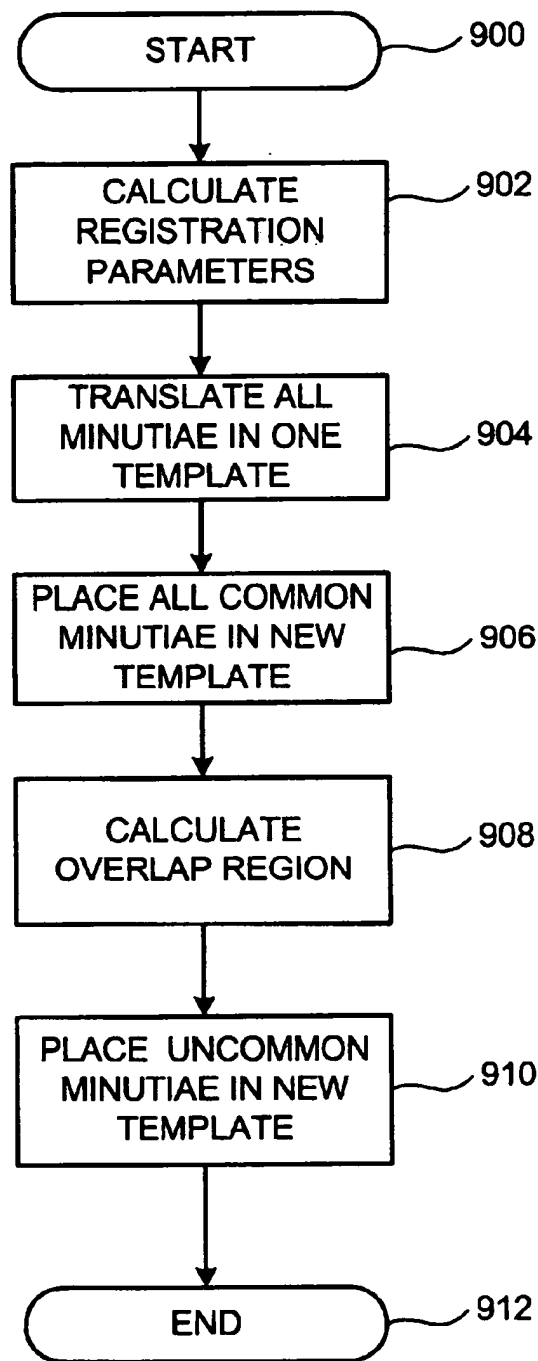 START
900
CALCULATE
REGISTRATION
PARAMETERS
902
TRANSLATE ALL
MINUTIAE IN ONE
TEMPLATE
904
PLACE ALL COMMON
MINUTIAE IN NEW
TEMPLATE
906
CALCULATE
OVERLAP REGION
908
PLACE UNCOMMON
MINUTIAE IN NEW
TEMPLATE
910
END
912